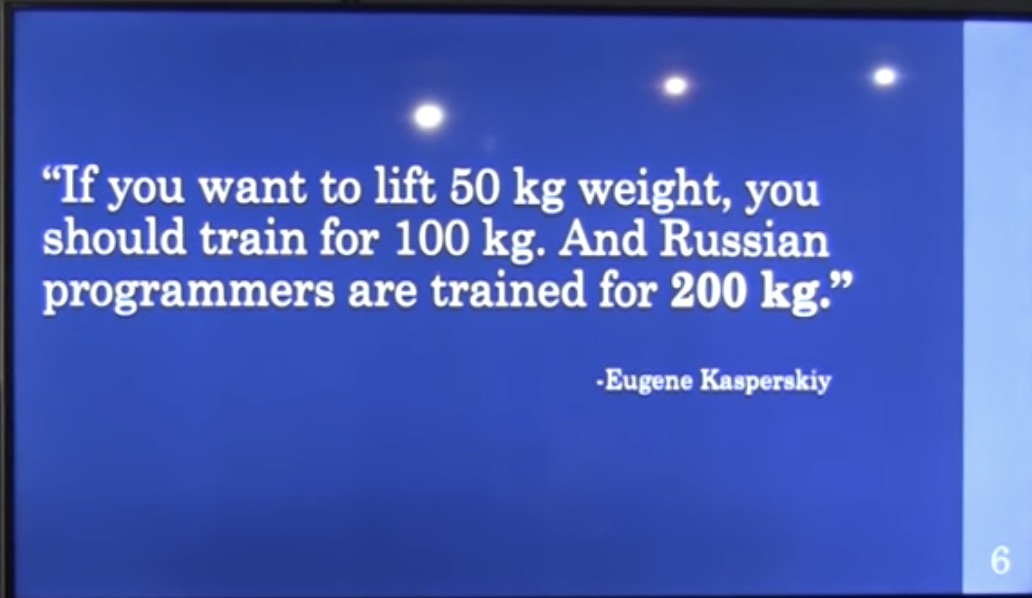 “If you want to lift 50 kg weight, you
should train for 100 kg. And Russian
programmers are trained for 200 kg.”
-Eugene Kasperskiy
6